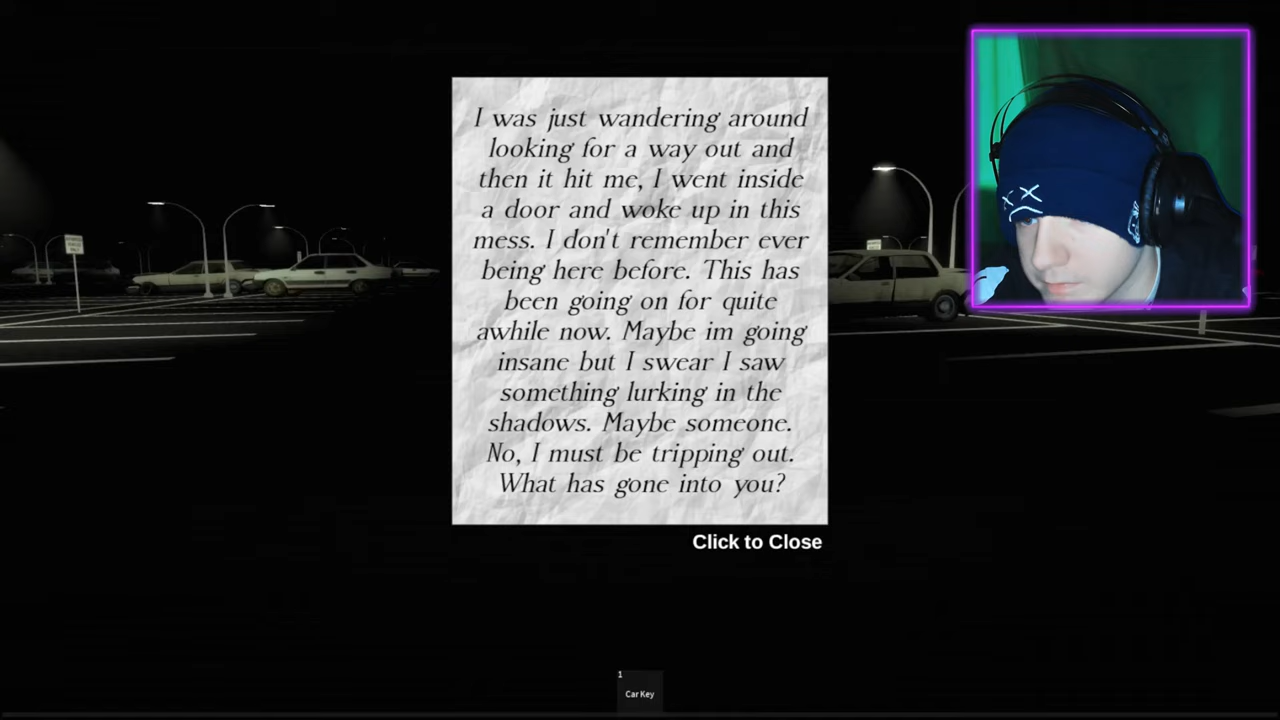 I was just wandering around
looking for a way out and
then it hit me, I went inside
a door and woke up in this
mess. I don't remember ever
being here before. This has
been going on for quite
awhile now. Maybe im going
insane but I swear I saw
something lurking in the
shadows. Maybe someone.
No, I must be tripping out.
What has gone into you?
Click to Close
1
Car Key